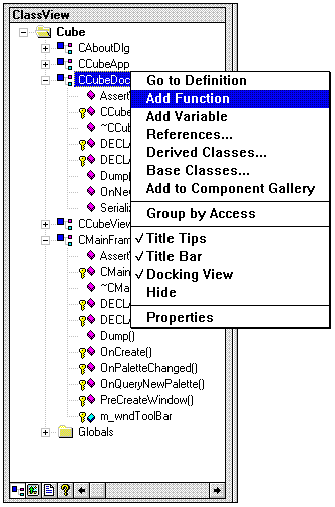 ClassView
Cube
CAboutDlg
CCubeApp
CCubeDoc
Assert
CCube
~CCub
DECLA
DECLA
Dump(
OnNew
Serializ
CCubeView
CMainFram
Assert
CMain
~CMa
DECLA
DECLA
Dump()
OnCreate()
OnPaletteChanged()
OnQueryNewPalette()
PreCreateWindow()
m_wndToolBar
Globals
Go to Definition
Add Function
Add Variable
References...
Derived Classes...
Base Classes...
Add to Component Gallery
Group by Access
Title Tips
Title Bar
Docking View
Hide
Properties